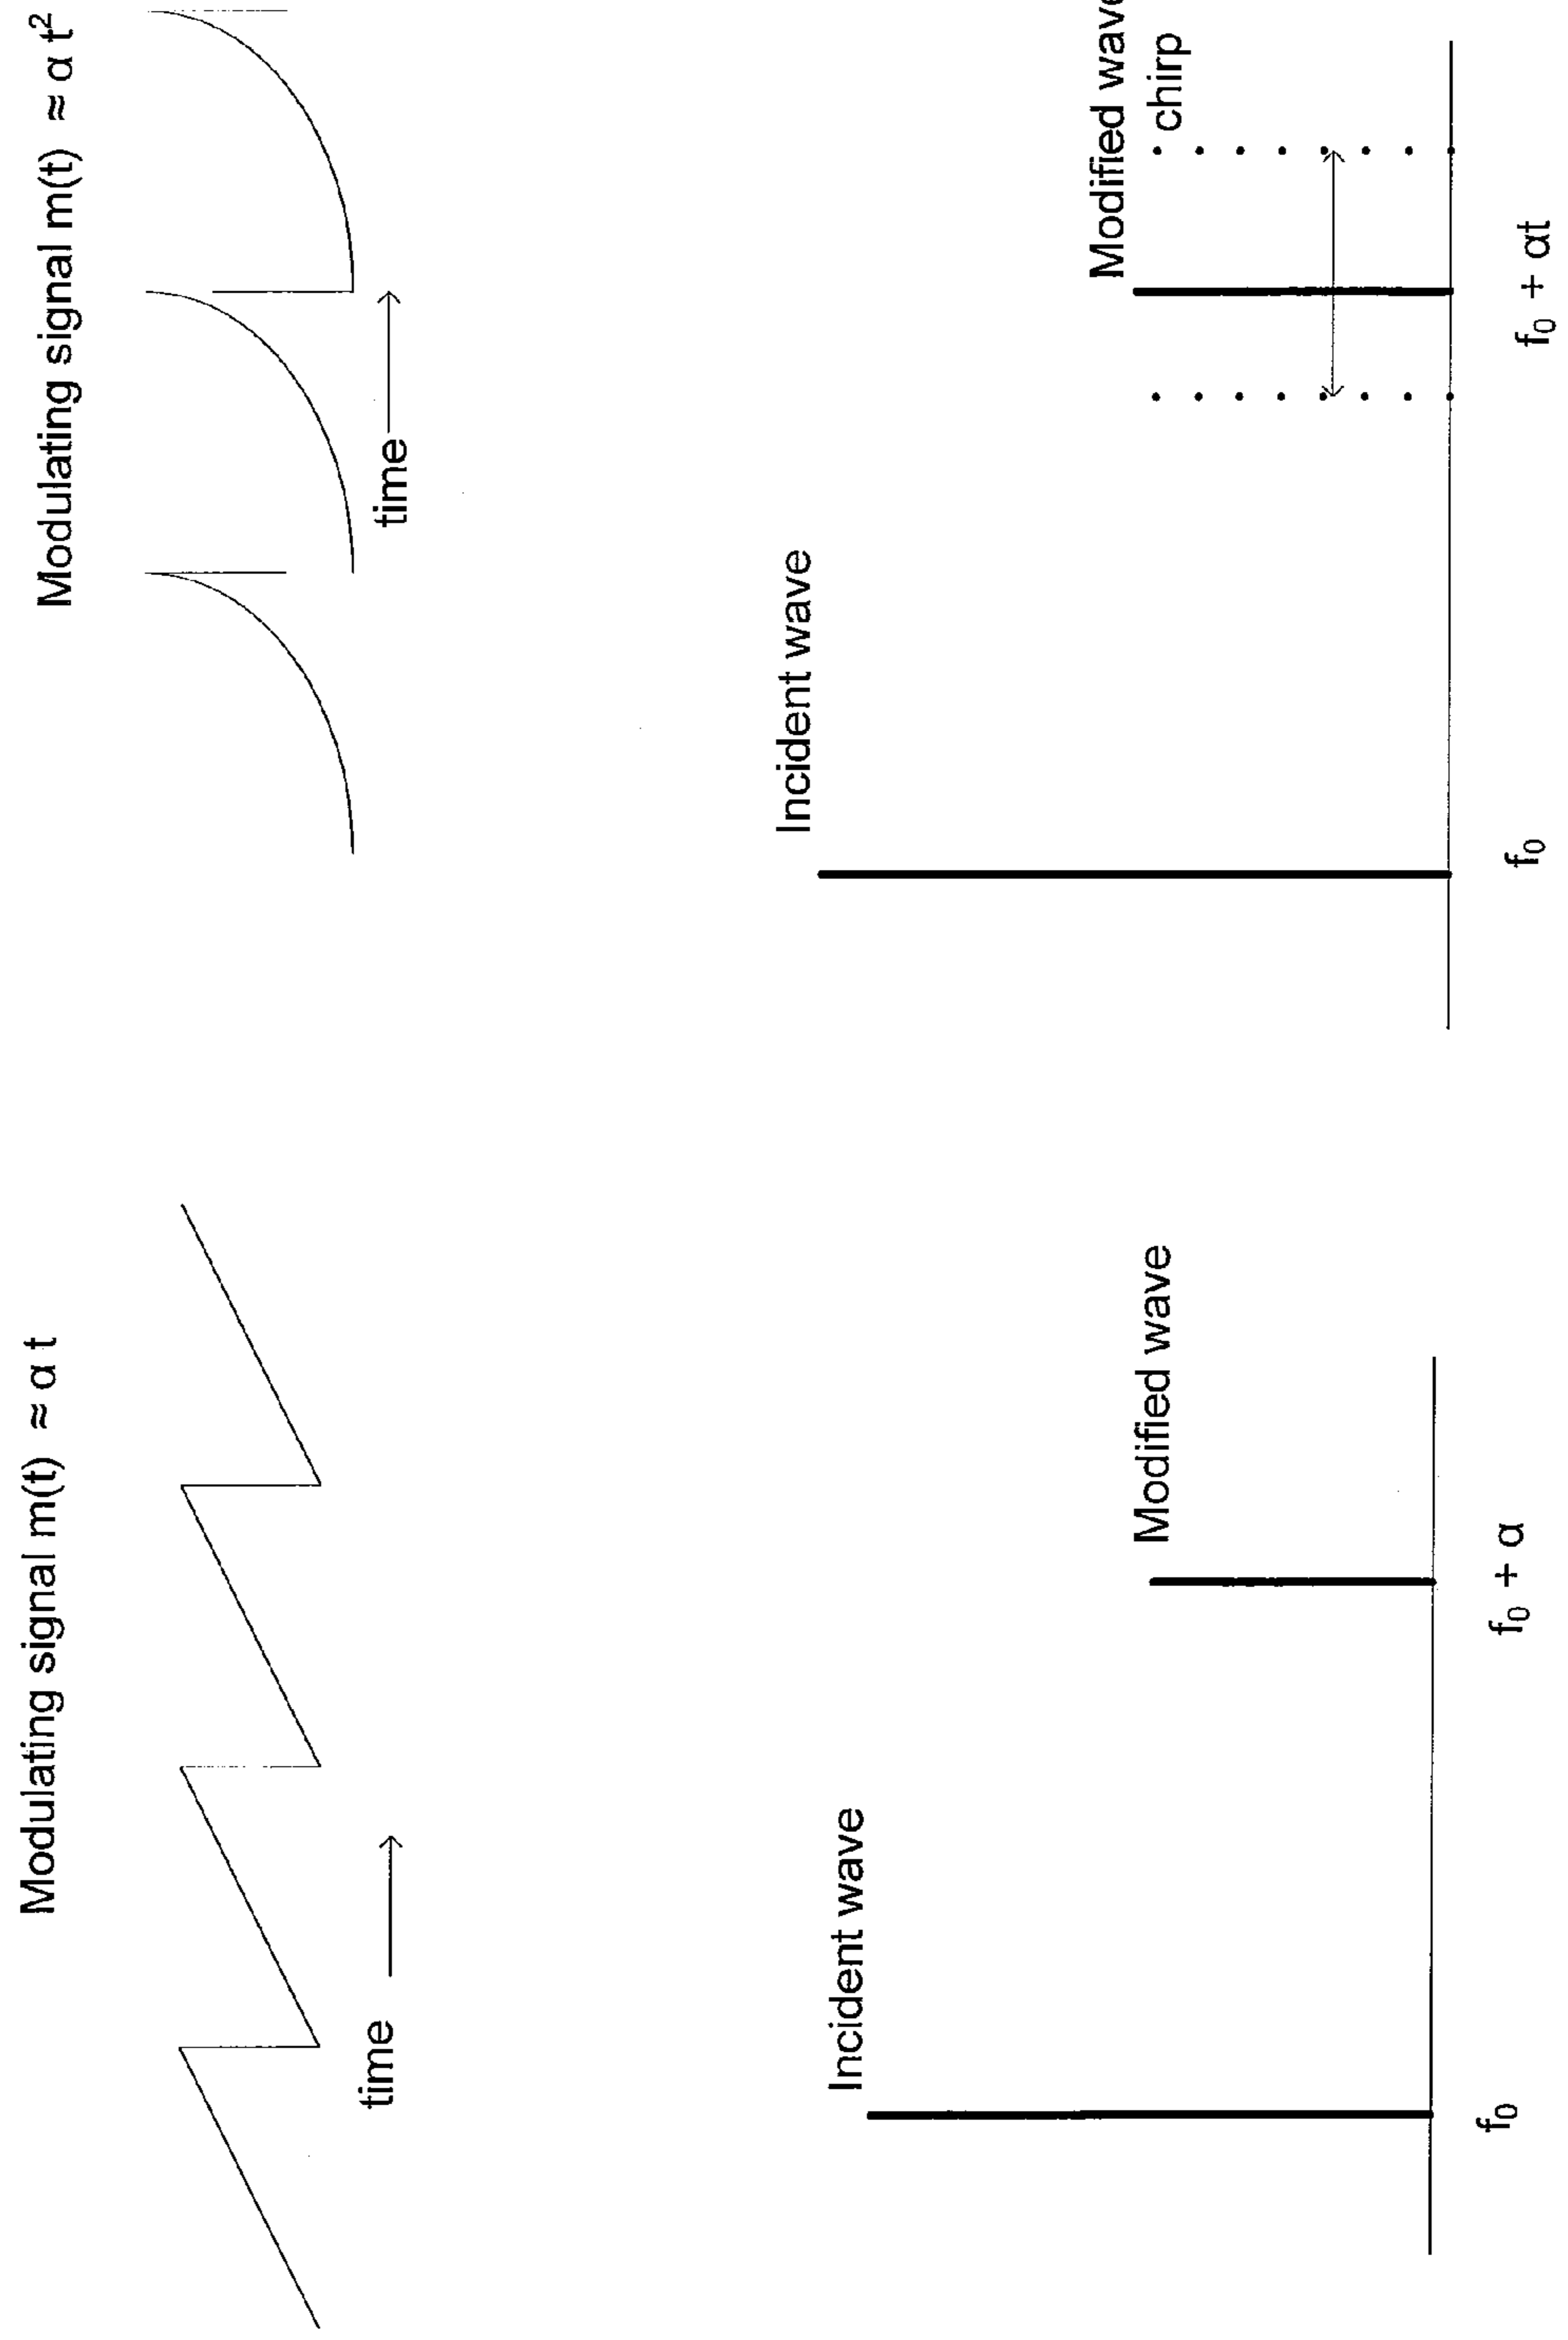 Modulating signal m(t) ≈ α t
time
Incident wave
Modified wave
f₀
f₀ + α
Modulating signal m(t) ≈ α t²
time
Incident wave
Modified wave
chirp
f₀
f₀ + αt